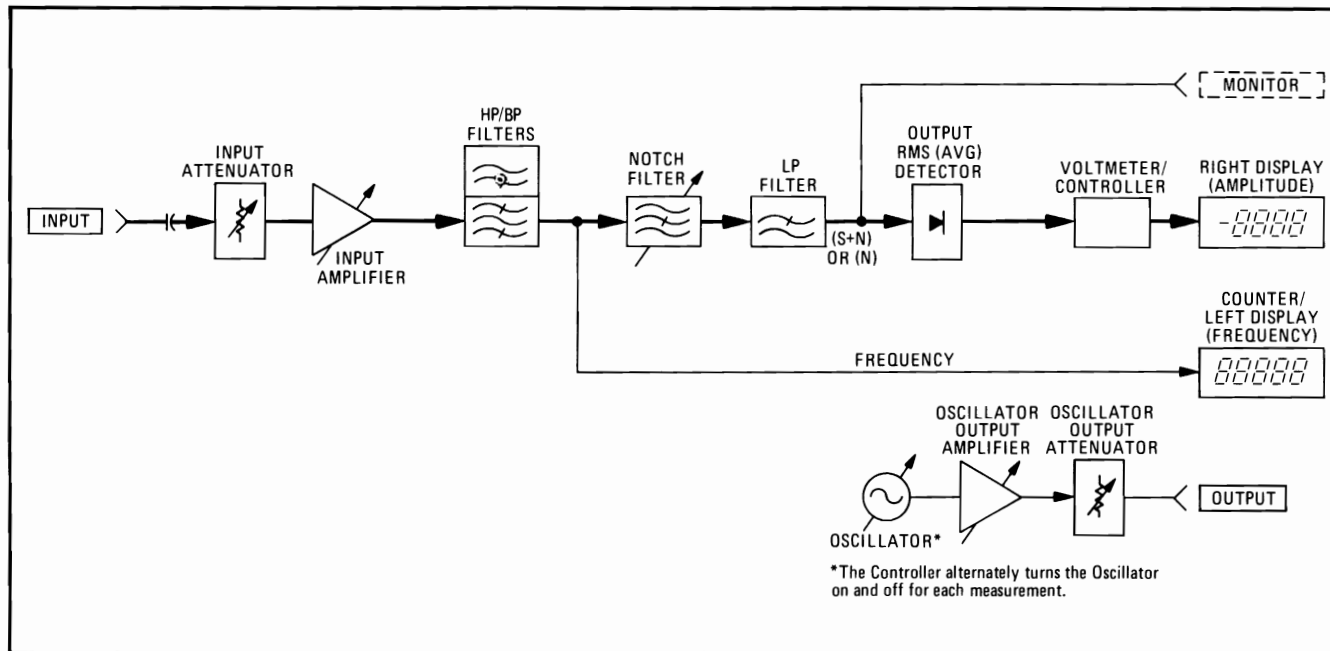 MONITOR
HP/BP
FILTERS
INPUT
ATTENUATOR
NOTCH
FILTER
LP
FILTER
OUTPUT
RMS (AVG)
DETECTOR
VOLTMETER/
CONTROLLER
RIGHT DISPLAY
(AMPLITUDE)
INPUT
-0000
(S+N)
OR (N)
INPUT
AMPLIFIER
COUNTER/
LEFT DISPLAY
(FREQUENCY)
FREQUENCY
88888
OSCILLATOR
OUTPUT
AMPLIFIER
OSCILLATOR
OUTPUT
ATTENUATOR
OUTPUT
OSCILLATOR*
*The Controller alternately turns the Oscillator
on and off for each measurement.